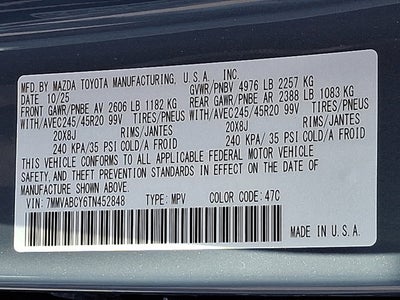 MFD. BY MAZDA TOYOTA MANUFACTURING, U.S.A., INC.
DATE 10/25 GVWR/PNBV 4976 LB 2257 KG
FRONT GAWR/PNBE AV 2606 LB 1182 KG REAR GAWR/PNBE AR 2388 LB 1083 KG
WITH/AVEC245/45R20 99V TIRES/PNEUS WITH/AVEC245/45R20 99V TIRES/PNEUS
20X8J RIMS/JANTES 20X8J RIMS/JANTES
240 KPA/35 PSI COLD/A FROID 240 KPA/35 PSI COLD/A FROID
THIS VEHICLE CONFORMS TO ALL APPLICABLE FEDERAL MOTOR VEHICLE
SAFETY, AND THEFT PREVENTION STANDARDS IN EFFECT ON THE DATE OF
MANUFACTURE SHOWN ABOVE.
VIN: 7MMVABCY6TN452848 TYPE: MPV COLOR CODE: 47C
MADE IN U.S.A.